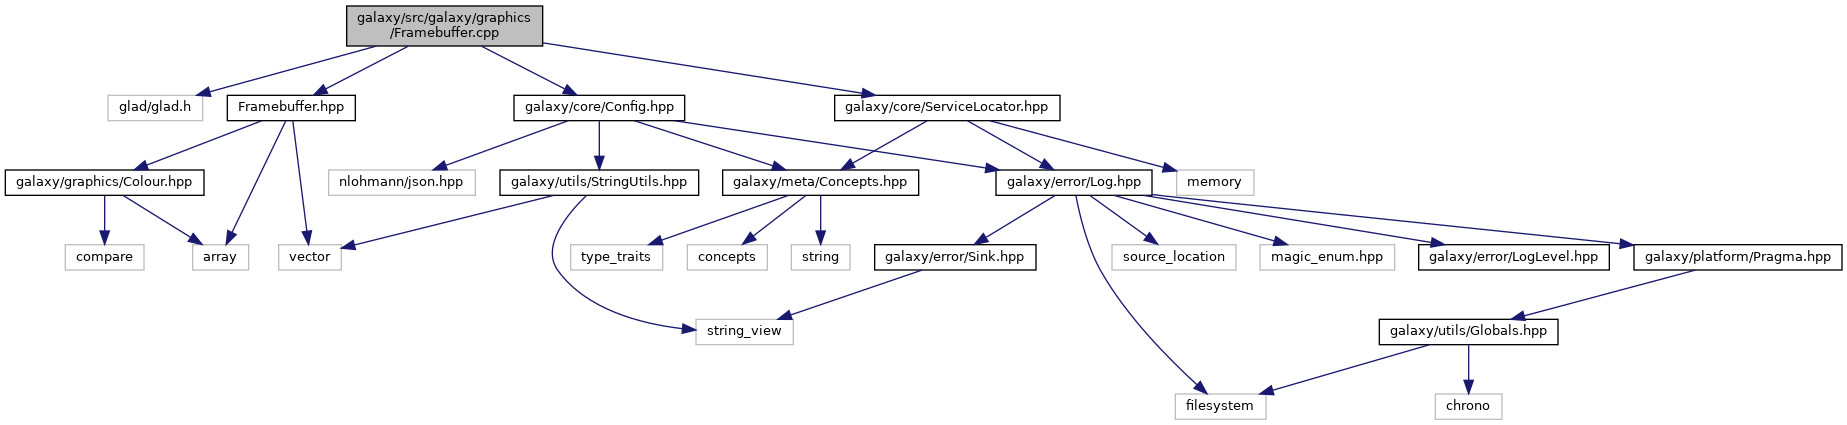 galaxy/src/galaxy/graphics
/Framebuffer.cpp
glad/glad.h
Framebuffer.hpp
galaxy/core/Config.hpp
galaxy/core/ServiceLocator.hpp
galaxy/graphics/Colour.hpp
nlohmann/json.hpp
galaxy/utils/StringUtils.hpp
galaxy/meta/Concepts.hpp
galaxy/error/Log.hpp
memory
compare
array
vector
type_traits
concepts
string
galaxy/error/Sink.hpp
source_location
magic_enum.hpp
galaxy/error/LogLevel.hpp
galaxy/platform/Pragma.hpp
string_view
galaxy/utils/Globals.hpp
filesystem
chrono